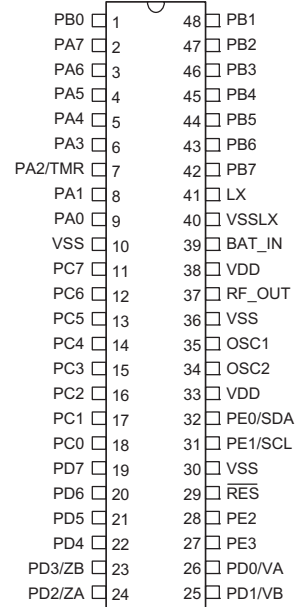 PB0 1 48 PB1
PA7 2 47 PB2
PA6 3 46 PB3
PA5 4 45 PB4
PA4 5 44 PB5
PA3 6 43 PB6
PA2/TMR 7 42 PB7
PA1 8 41 LX
PA0 9 40 VSSLX
VSS 10 39 BAT_IN
PC7 11 38 VDD
PC6 12 37 RF_OUT
PC5 13 36 VSS
PC4 14 35 OSC1
PC3 15 34 OSC2
PC2 16 33 VDD
PC1 17 32 PE0/SDA
PC0 18 31 PE1/SCL
PD7 19 30 VSS
PD6 20 29 RES
PD5 21 28 PE2
PD4 22 27 PE3
PD3/ZB 23 26 PD0/VA
PD2/ZA 24 25 PD1/VB